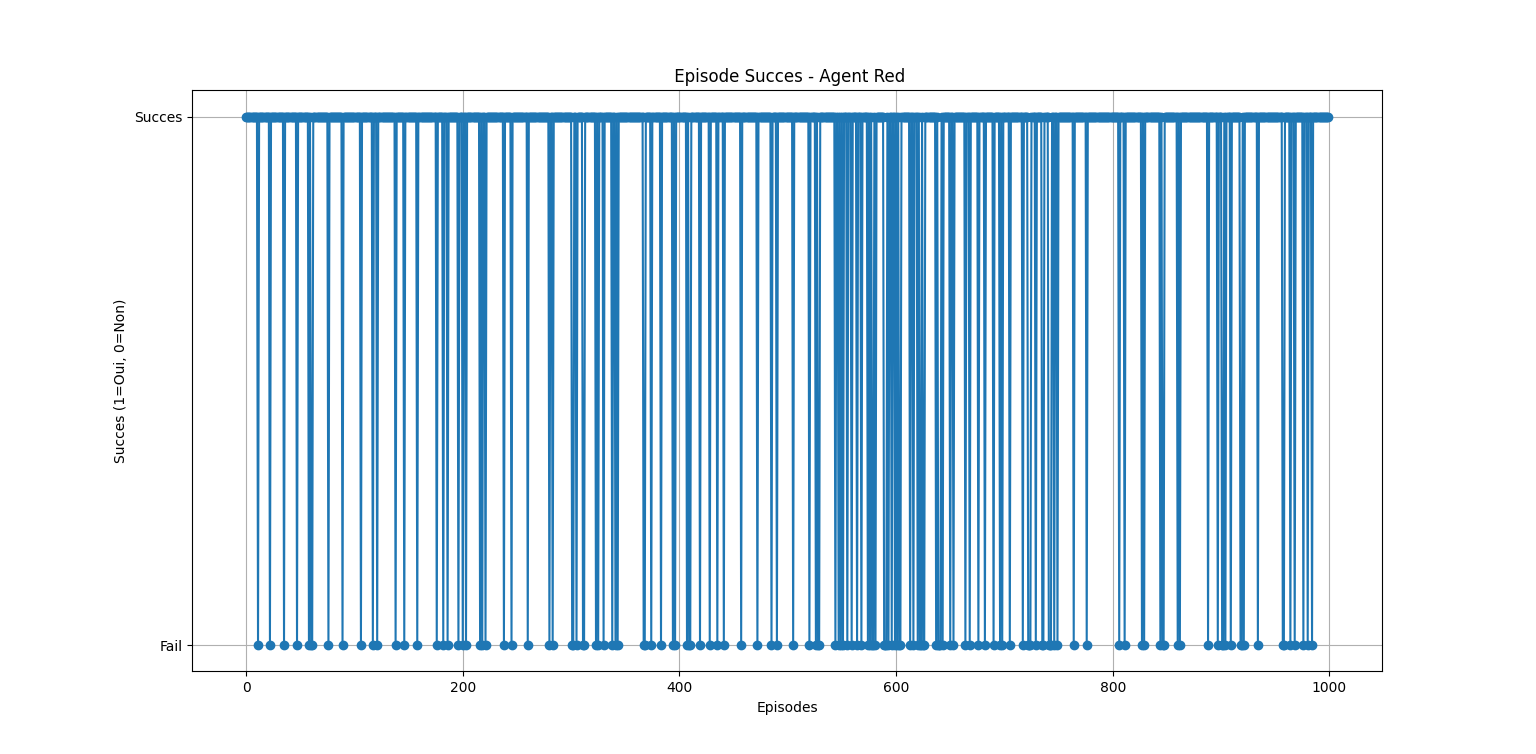 Episode Succes - Agent Red
Succes
Fail
Succes (1=Oui, 0=Non)
0
200
400
600
800
1000
Episodes